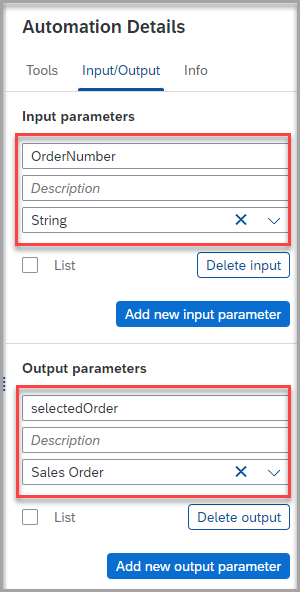 Automation Details
Tools Input/Output Info
Input parameters
OrderNumber
Description
String
List Delete input
Add new input parameter
Output parameters
selectedOrder
Description
Sales Order
List Delete output
Add new output parameter